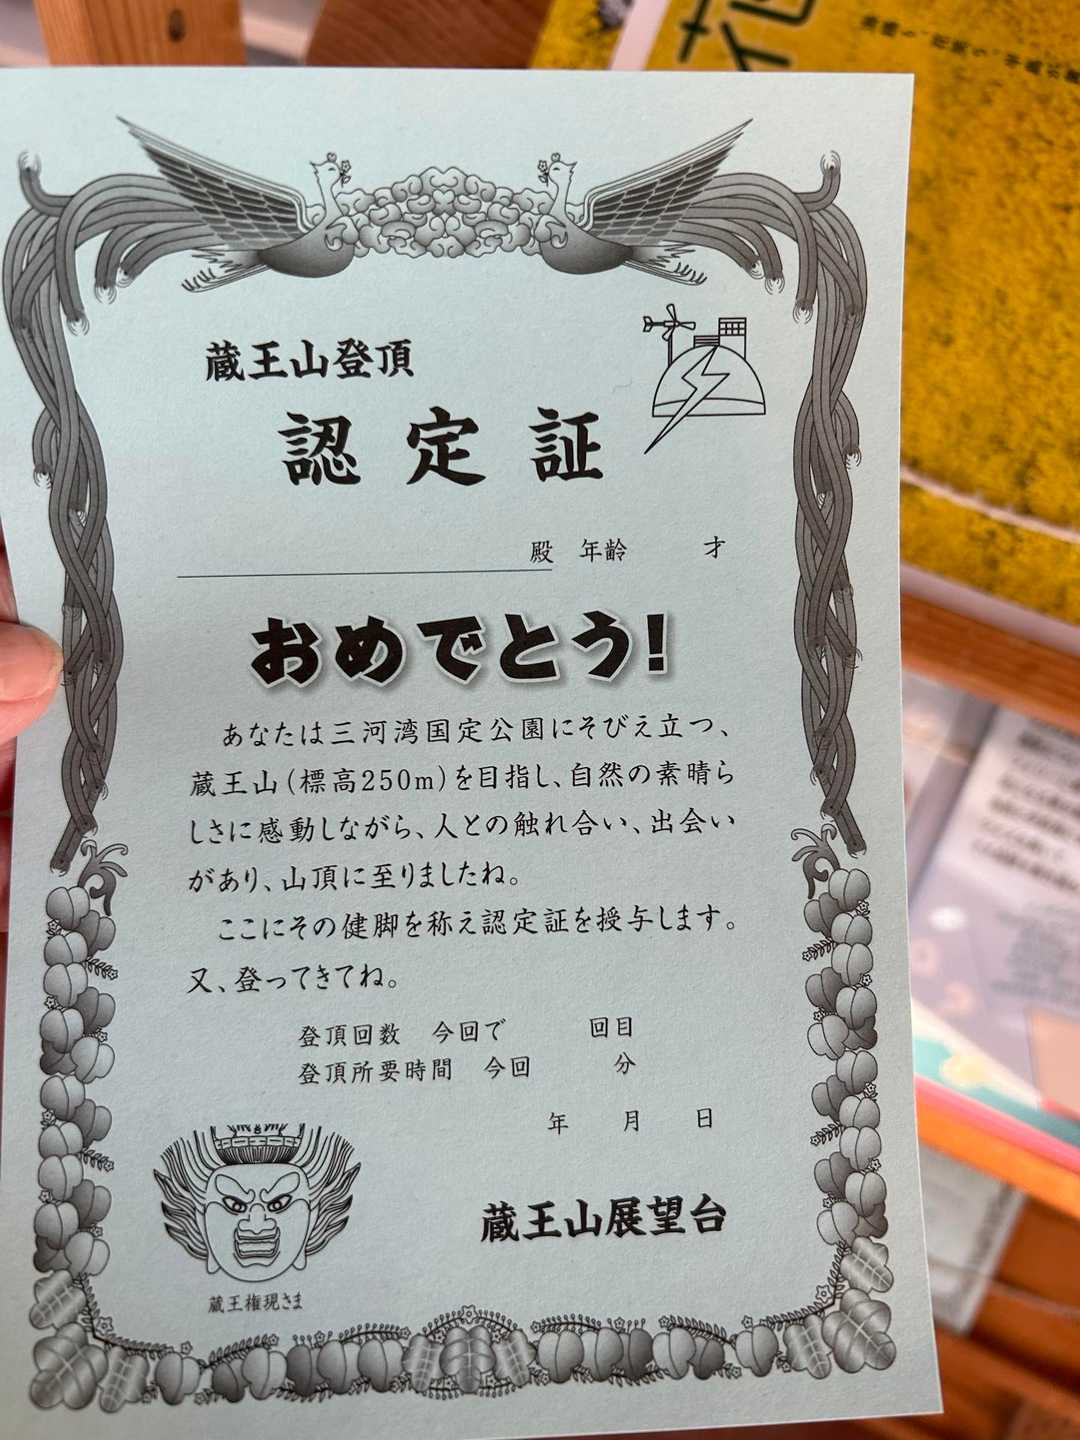 蔵王山登頂
認定証
殿 年齢 才
おめでとう!
あなたは三河湾国定公園にそびえ立つ、
蔵王山(標高250m)を目指し、自然の素晴ら
しさに感動しながら、人との触れ合い、出会い
があり、山頂に至りましたね。
ここにその健脚を称え認定証を授与します。
又、登ってきてね。
登頂回数 今回で 回目
登頂所要時間 今回 分
年 月 日
蔵王山展望台
蔵王権現さま
花